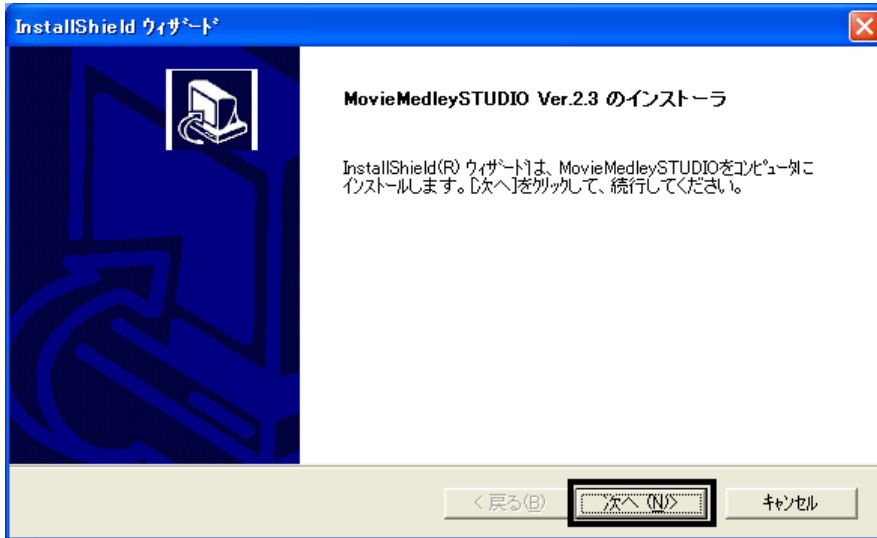 InstallShield ウィザード
MovieMedleySTUDIO Ver.2.3 のインストーラ
InstallShield(R) ウィザードは、MovieMedleySTUDIOをコンピュータに
インストールします。[次へ]をクリックして、続行してください。
< 戻る(B)
次へ (N)>
キャンセル